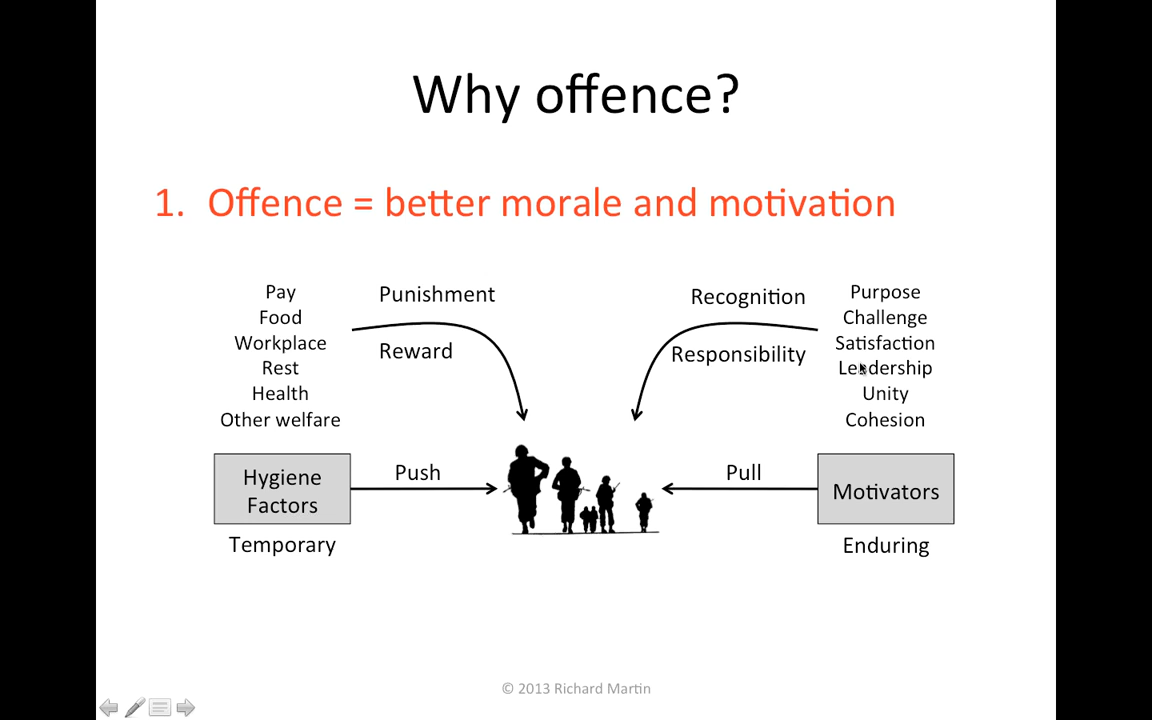 Why offence?
1. Offence = better morale and motivation
Pay
Food
Workplace
Rest
Health
Other welfare
Punishment
Reward
Recognition
Responsibility
Purpose
Challenge
Satisfaction
Leadership
Unity
Cohesion
Hygiene
Factors
Push
Pull
Motivators
Temporary
Enduring
© 2013 Richard Martin